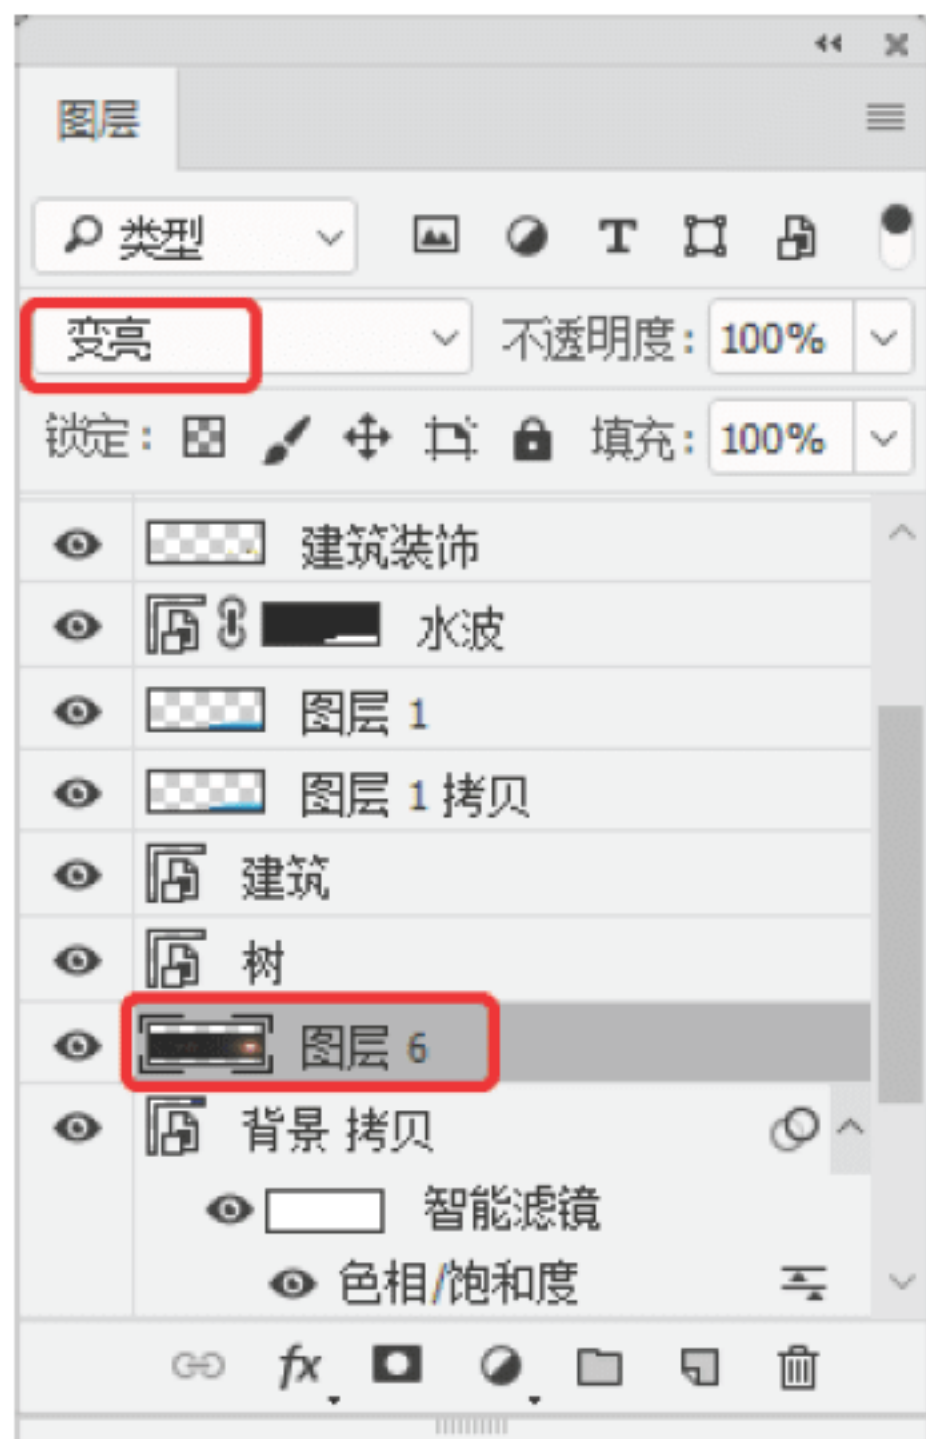 图层
类型
变亮 不透明度: 100%
锁定: 填充: 100%
建筑装饰
水波
图层 1
图层 1 拷贝
建筑
树
图层 6
背景 拷贝
智能滤镜
色相/饱和度
fx